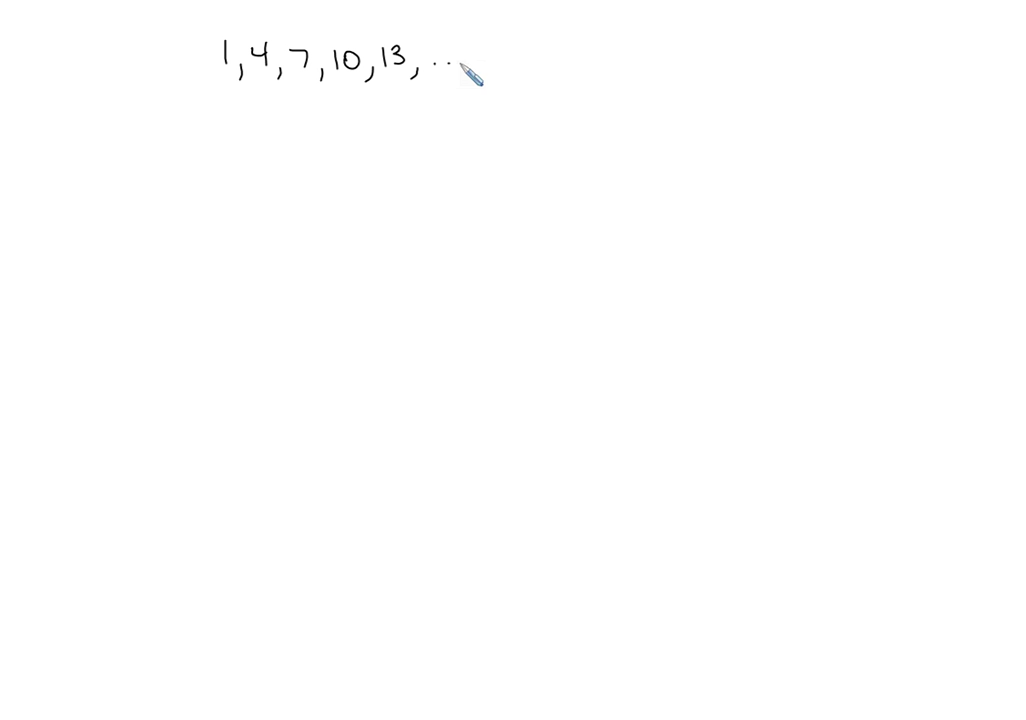 1, 4, 7, 10, 13, ..